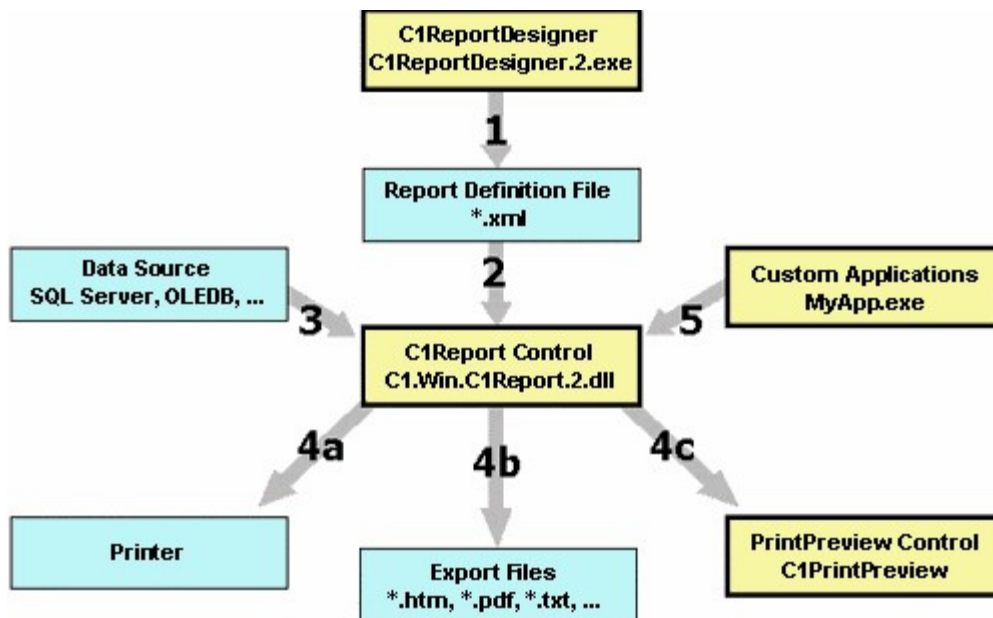 C1ReportDesigner
C1ReportDesigner.2.exe
1
Report Definition File
*.xml
Data Source
SQL Server, OLEDB, ...
2
Custom Applications
MyApp.exe
3
5
C1Report Control
C1.Win.C1Report.2.dll
4a
4b
4c
Printer
Export Files
*.htm, *.pdf, *.txt, ...
PrintPreview Control
C1PrintPreview